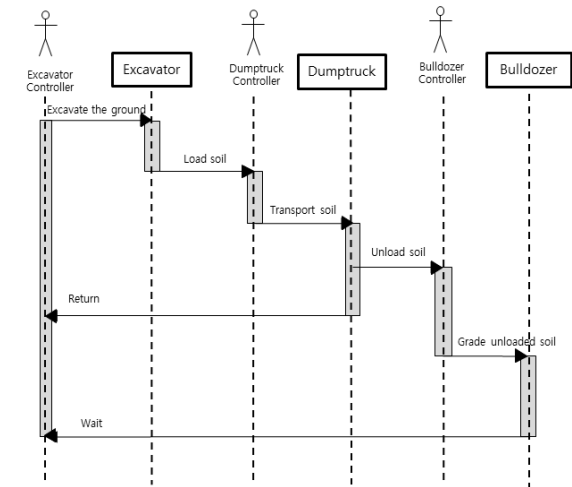 Excavator
Controller
Excavator
Dumptruck
Controller
Dumptruck
Bulldozer
Controller
Bulldozer
Excavate the ground
Load soil
Transport soil
Unload soil
Return
Grade unloaded soil
Wait